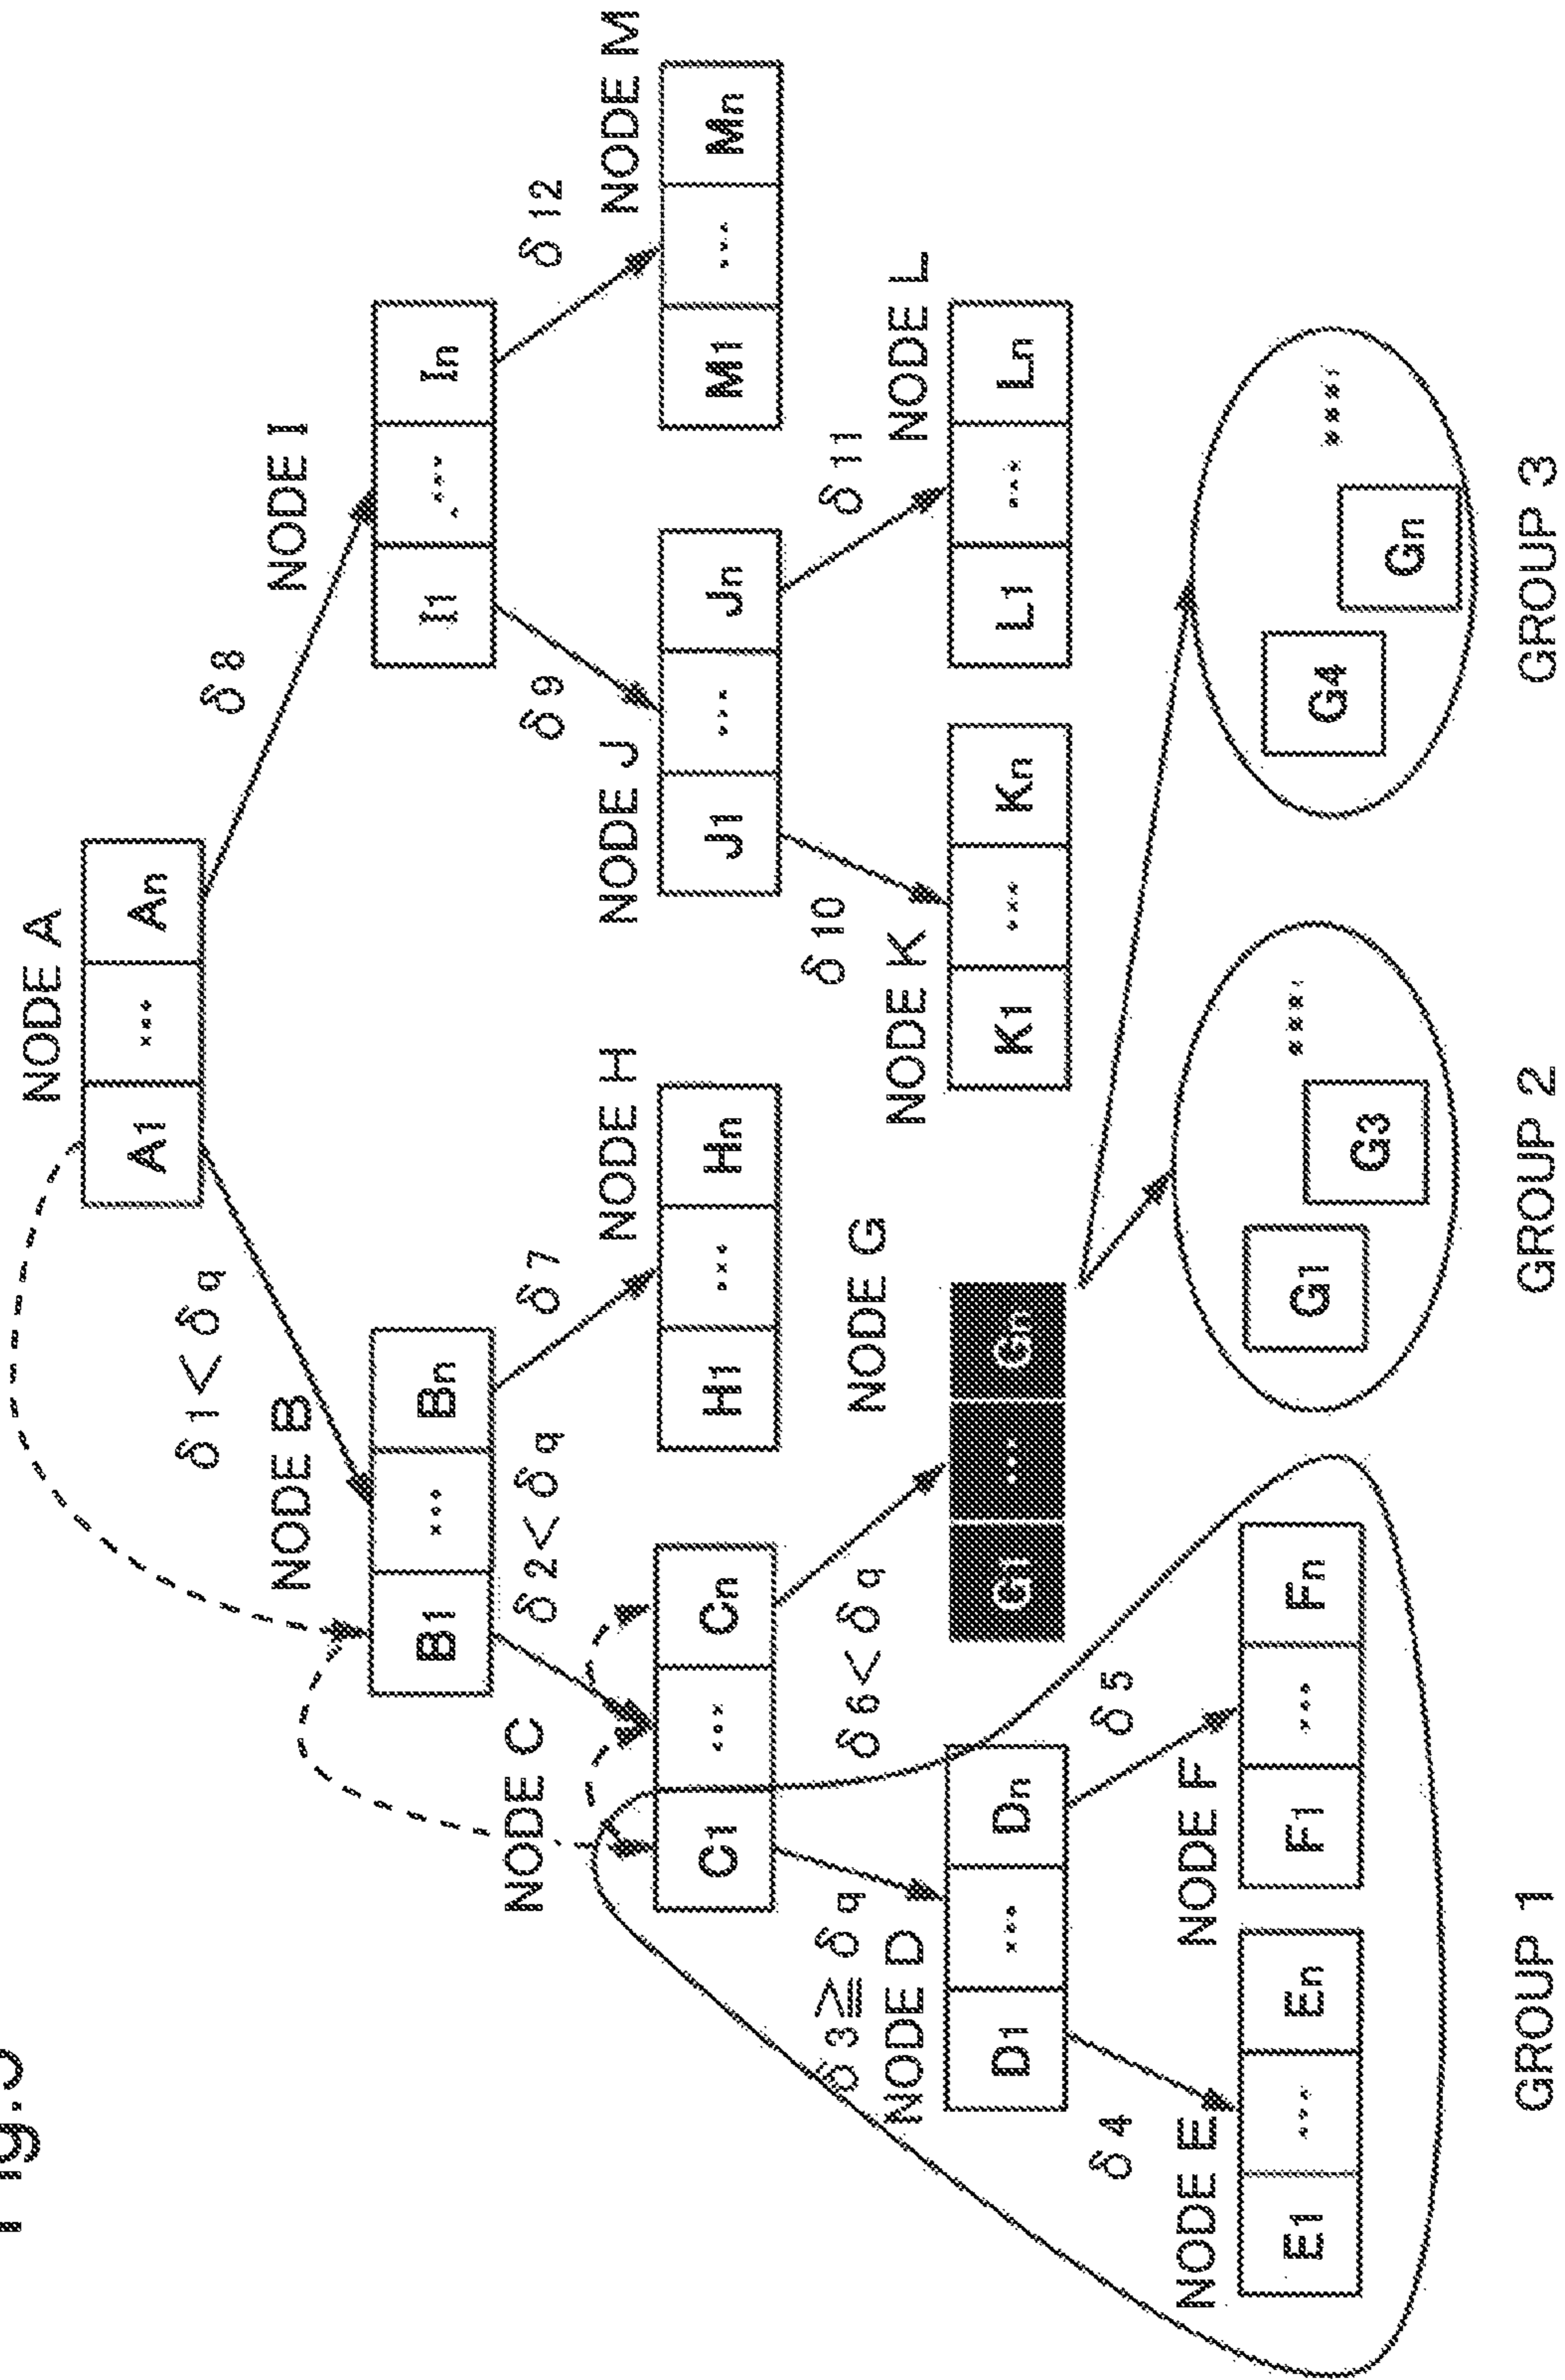 Fig.5
NODE A
A1 ... An
δ1<δq
δ8
NODE B
B1 ... Bn
NODE I
I1 ... In
δ2<δq
δ7
δ9
δ12
NODE C
C1 ... Cn
NODE H
H1 ... Hn
NODE J
J1 ... Jn
NODE M
M1 ... Mn
δ3≧δq
δ6<δq
δ10
δ11
NODE D
D1 ... Dn
NODE G
G1 ... Gn
NODE K
K1 ... Kn
NODE L
L1 ... Ln
δ4
δ5
NODE E
E1 ... En
NODE F
F1 ... Fn
G1
G3
....
G4
Gn
....
GROUP 1
GROUP 2
GROUP 3